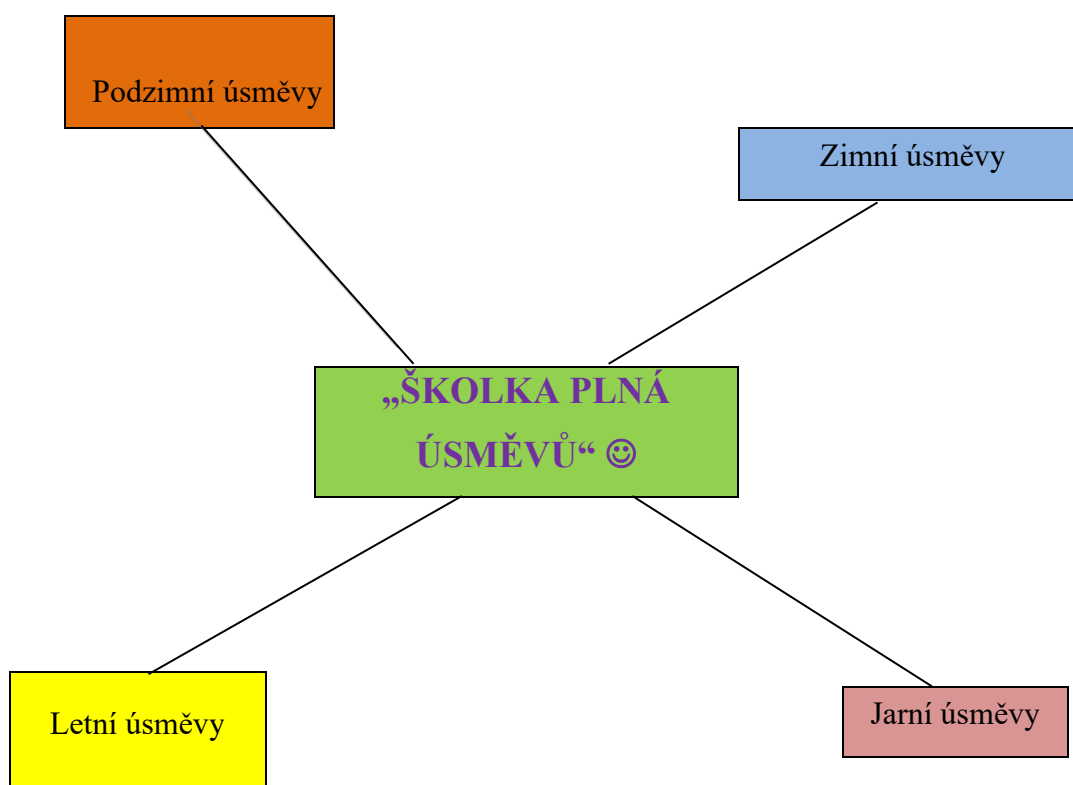 Podzimní úsměvy
Zimní úsměvy
„ŠKOLKA PLNÁ
ÚSMĚVŮ“ ☺
Letní úsměvy
Jarní úsměvy